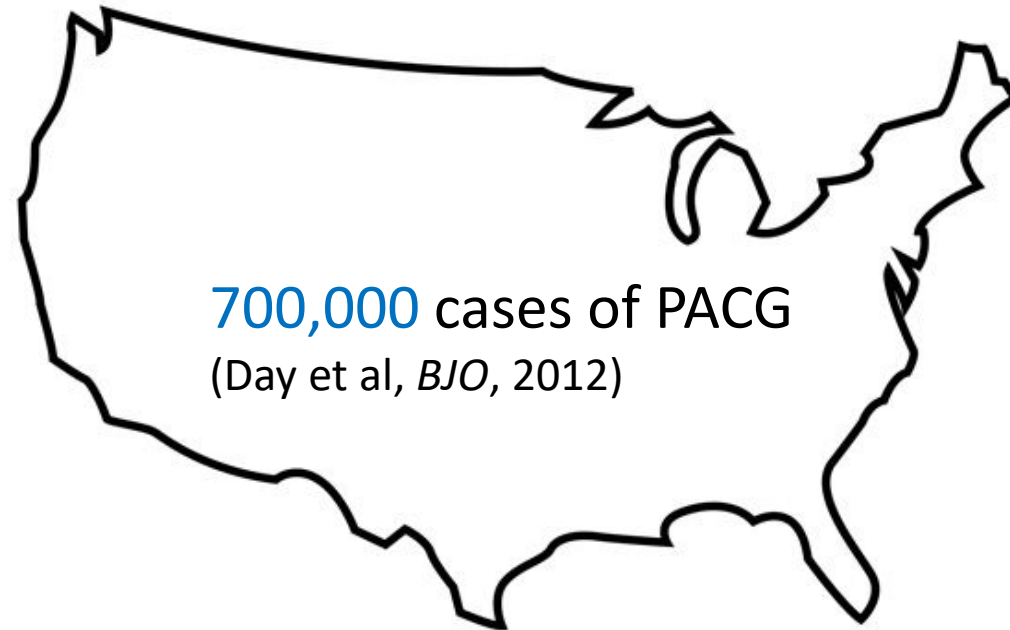 700,000 cases of PACG
(Day et al, BJO, 2012)